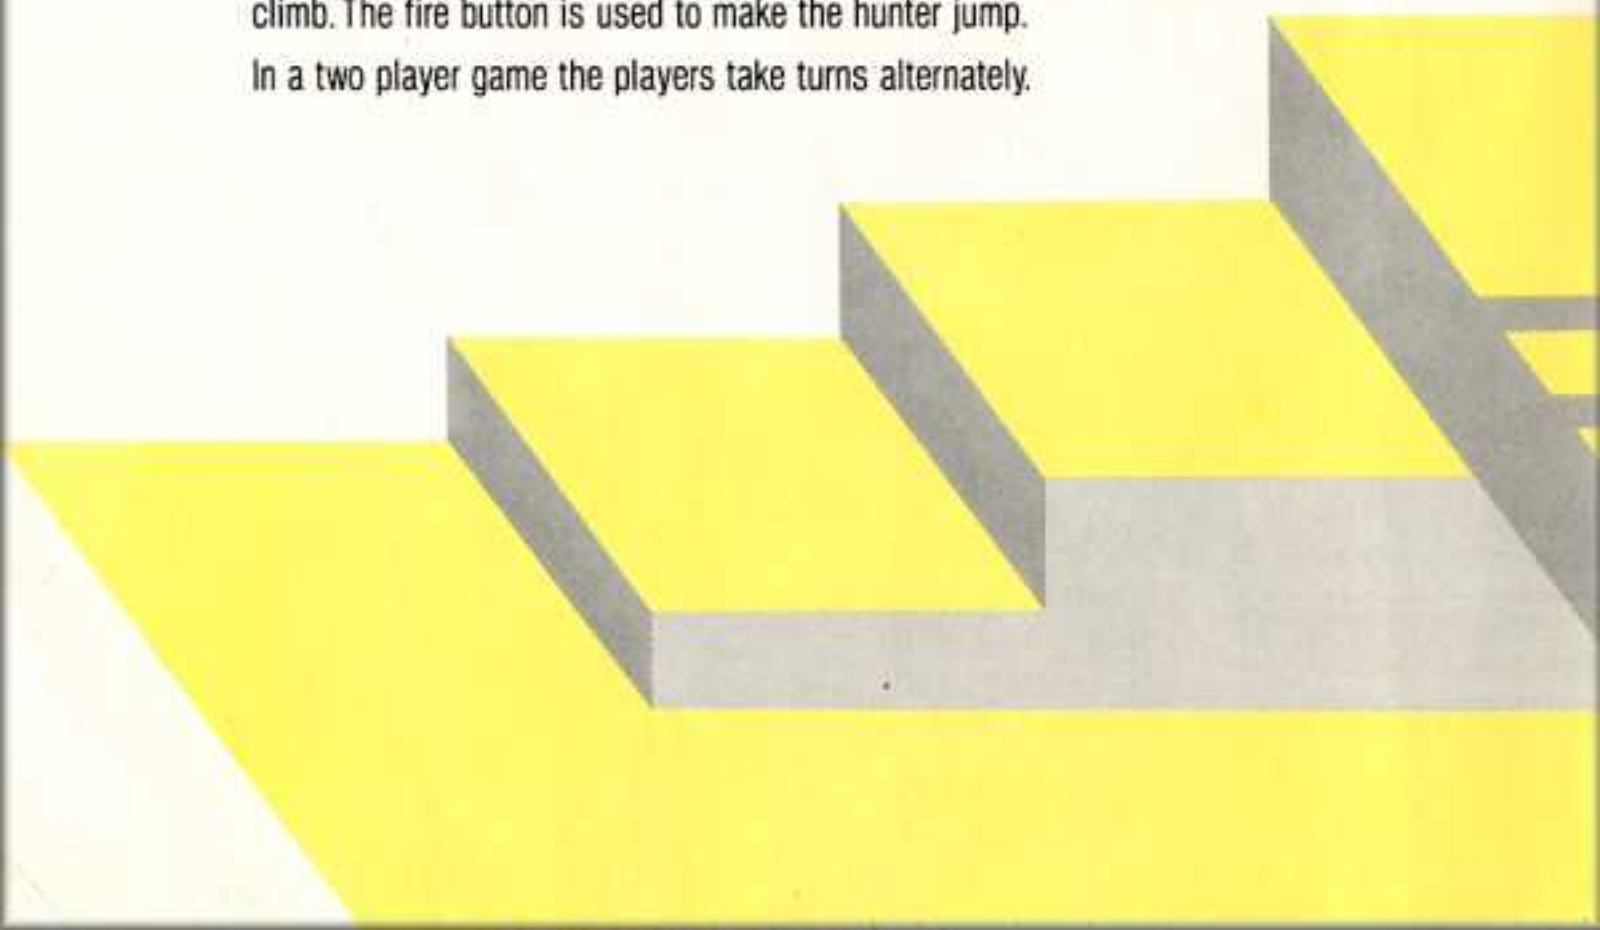 climb. The fire button is used to make the hunter jump.
In a two player game the players take turns alternately.